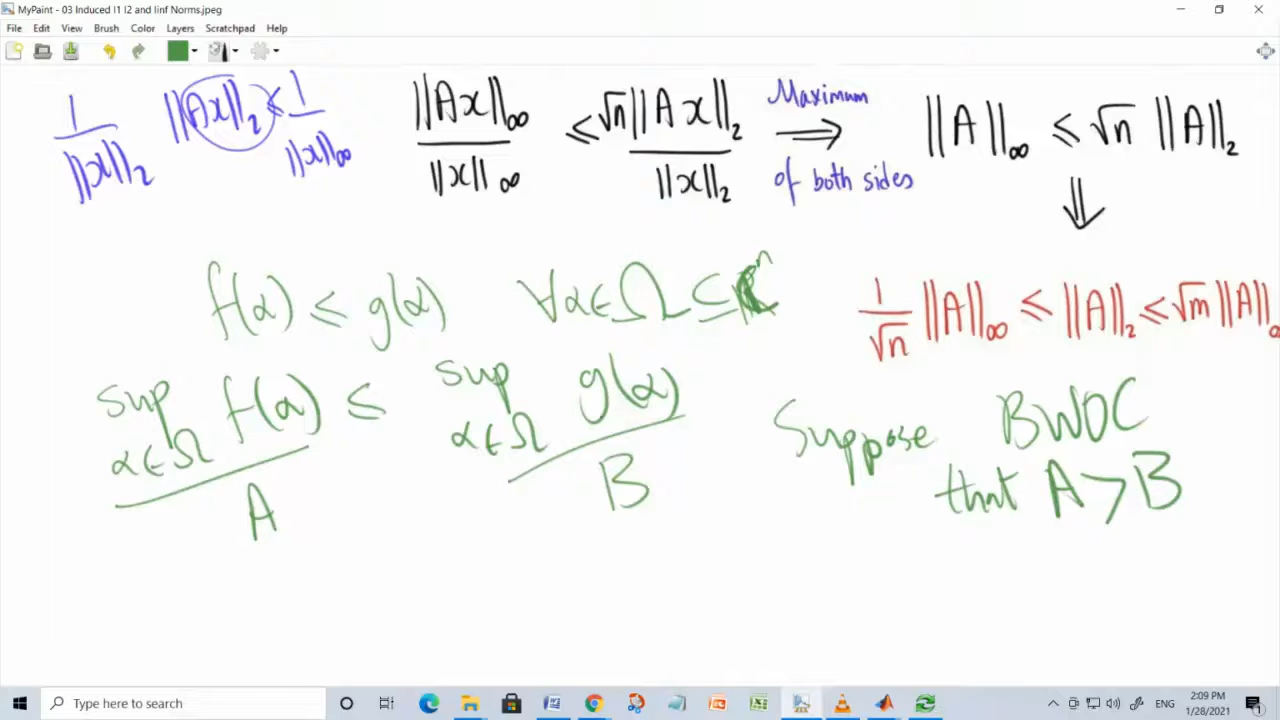 MyPaint - 03 Induced l1 l2 and linf Norms.jpeg
File Edit View Brush Color Layers Scratchpad Help
1/||x||₂ ||Ax||₂ ≤ 1/||x||∞
||Ax||∞/||x||∞ ≤ √n||Ax||₂/||x||₂
Maximum
⟹
of both sides
||A||∞ ≤ √n ||A||₂
⇓
f(α) ≤ g(α) ∀α∈Ω⊆
1/√n ||A||∞ ≤ ||A||₂ ≤ √m||A||∞
sup α∈Ω f(α) ≤ sup α∈Ω g(α)
A
B
Suppose BWOC
that A>B
Type here to search
ENG
2:09 PM
1/28/2021
1